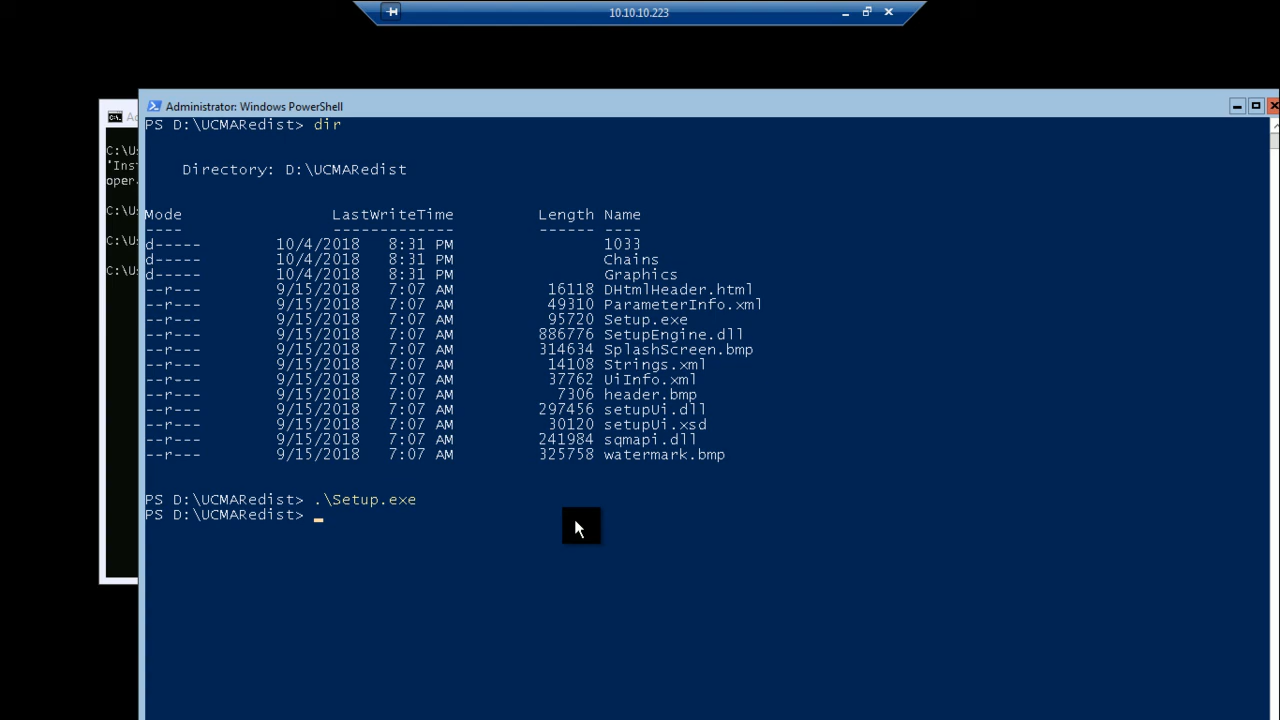 10.10.10.223
Administrator: Windows PowerShell
PS D:\UCMARedist> dir
Directory: D:\UCMARedist
Mode LastWriteTime Length Name
---- ------------- ------ ----
d----- 10/4/2018 8:31 PM 1033
d----- 10/4/2018 8:31 PM Chains
d----- 10/4/2018 8:31 PM Graphics
--r--- 9/15/2018 7:07 AM 16118 DHtmlHeader.html
--r--- 9/15/2018 7:07 AM 49310 ParameterInfo.xml
--r--- 9/15/2018 7:07 AM 95720 Setup.exe
--r--- 9/15/2018 7:07 AM 886776 SetupEngine.dll
--r--- 9/15/2018 7:07 AM 314634 SplashScreen.bmp
--r--- 9/15/2018 7:07 AM 14108 Strings.xml
--r--- 9/15/2018 7:07 AM 37762 UiInfo.xml
--r--- 9/15/2018 7:07 AM 7306 header.bmp
--r--- 9/15/2018 7:07 AM 297456 setupUi.dll
--r--- 9/15/2018 7:07 AM 30120 setupUi.xsd
--r--- 9/15/2018 7:07 AM 241984 sqmapi.dll
--r--- 9/15/2018 7:07 AM 325758 watermark.bmp
PS D:\UCMARedist> .\Setup.exe
PS D:\UCMARedist>
C:\Us
'Inst
oper
C:\Us
C:\Us
C:\Us